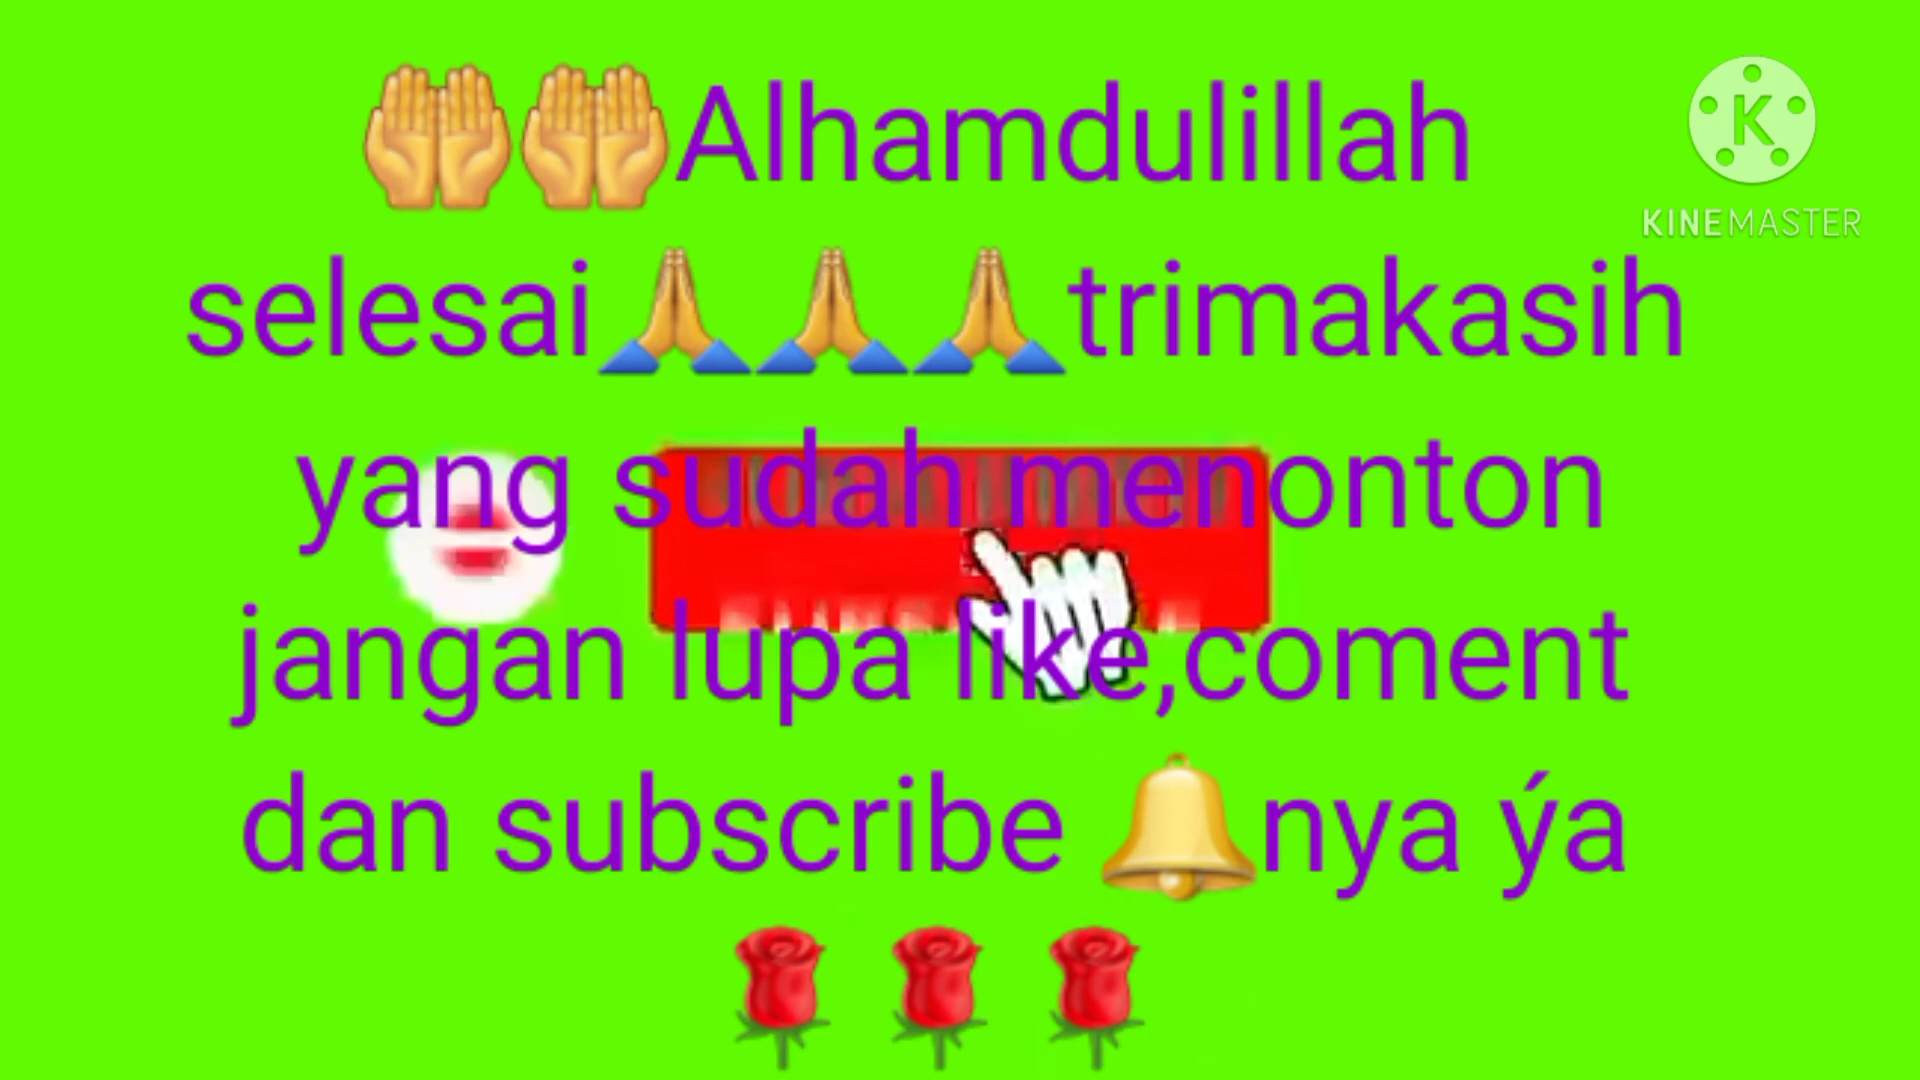 🤲🤲Alhamdulillah
selesai🙏🙏🙏trimakasih
yang sudah menonton
jangan lupa like,coment
dan subscribe 🔔nya ýa
🌹 🌹 🌹
K
KINEMASTER